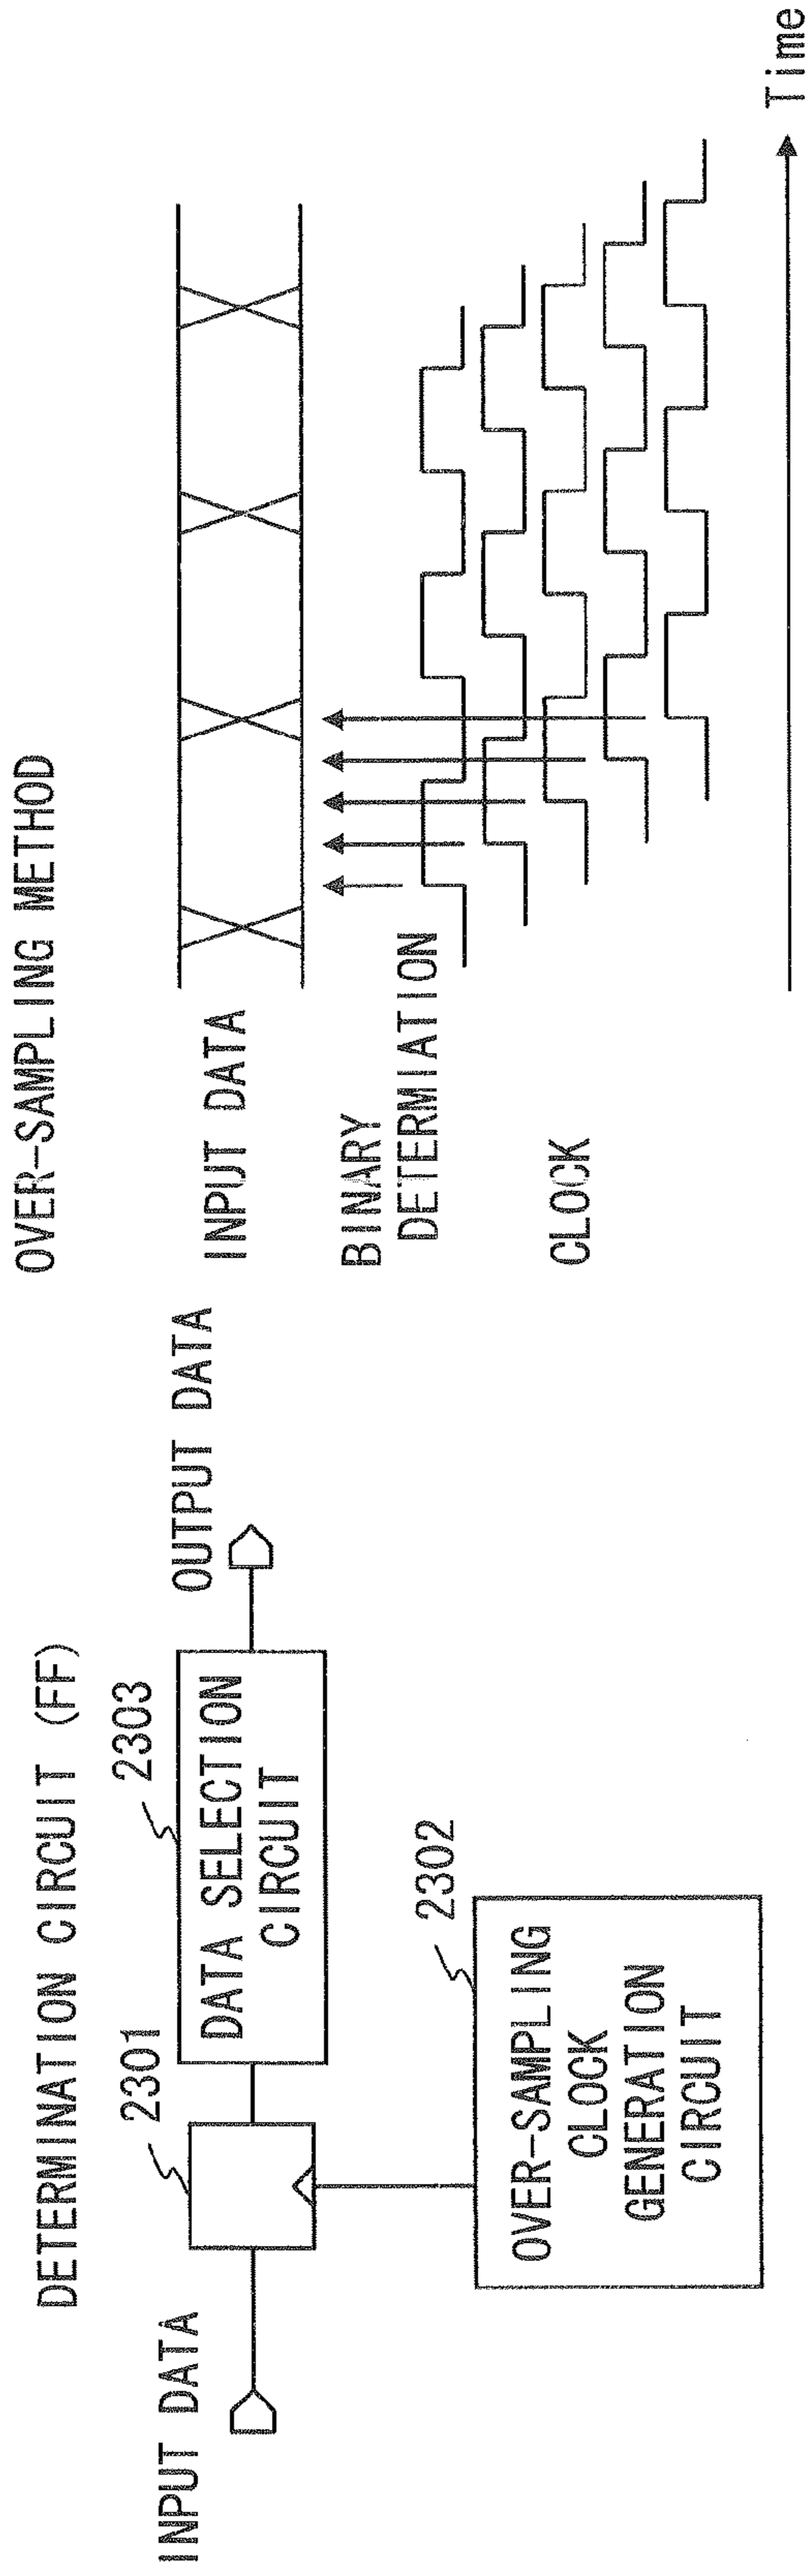 DETERMINATION CIRCUIT (FF)
INPUT DATA
2301
2303
DATA SELECTION
CIRCUIT
OUTPUT DATA
2302
OVER-SAMPLING
CLOCK
GENERATION
CIRCUIT
OVER-SAMPLING METHOD
INPUT DATA
BINARY
DETERMIATION
CLOCK
Time